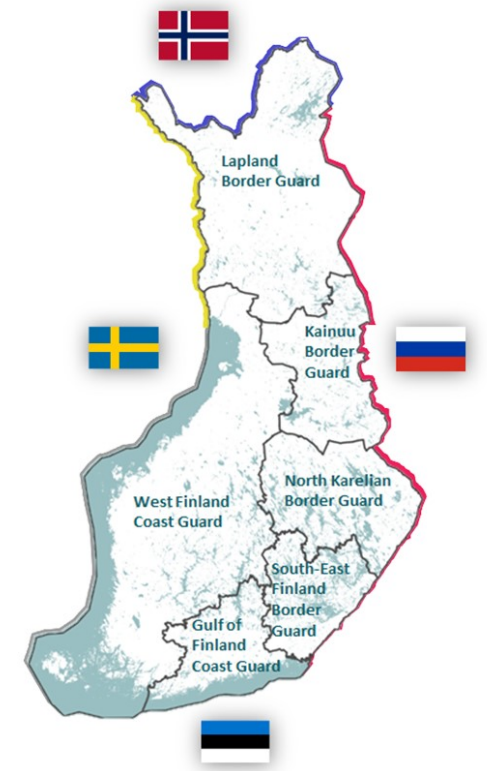 Lapland
Border Guard
Kainuu
Border
Guard
North Karelian
Border Guard
West Finland
Coast Guard
South-East
Finland
Border
Guard
Gulf of
Finland
Coast Guard